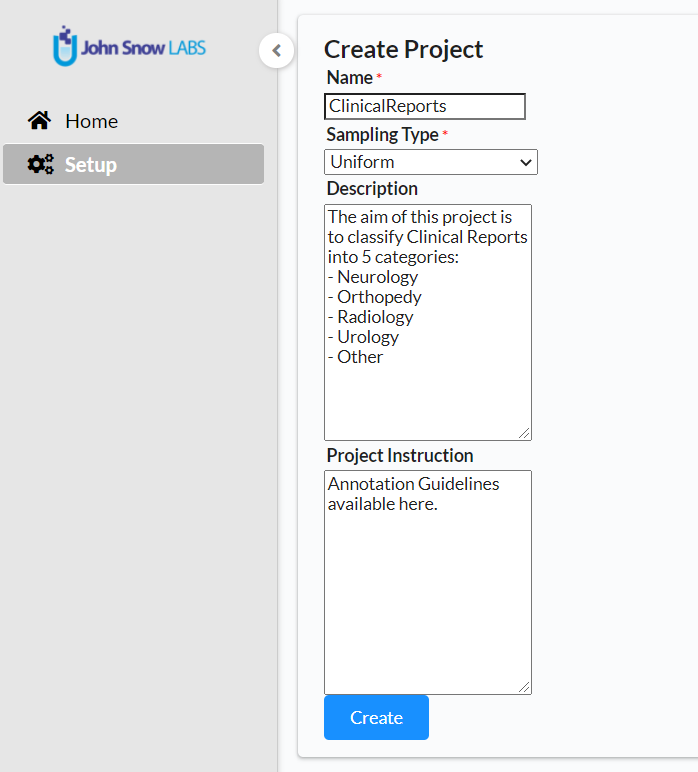 John Snow LABS
Home
Setup
Create Project
Name *
ClinicalReports
Sampling Type *
Uniform
Description
The aim of this project is
to classify Clinical Reports
into 5 categories:
- Neurology
- Orthopedy
- Radiology
- Urology
- Other
Project Instruction
Annotation Guidelines
available here.
Create